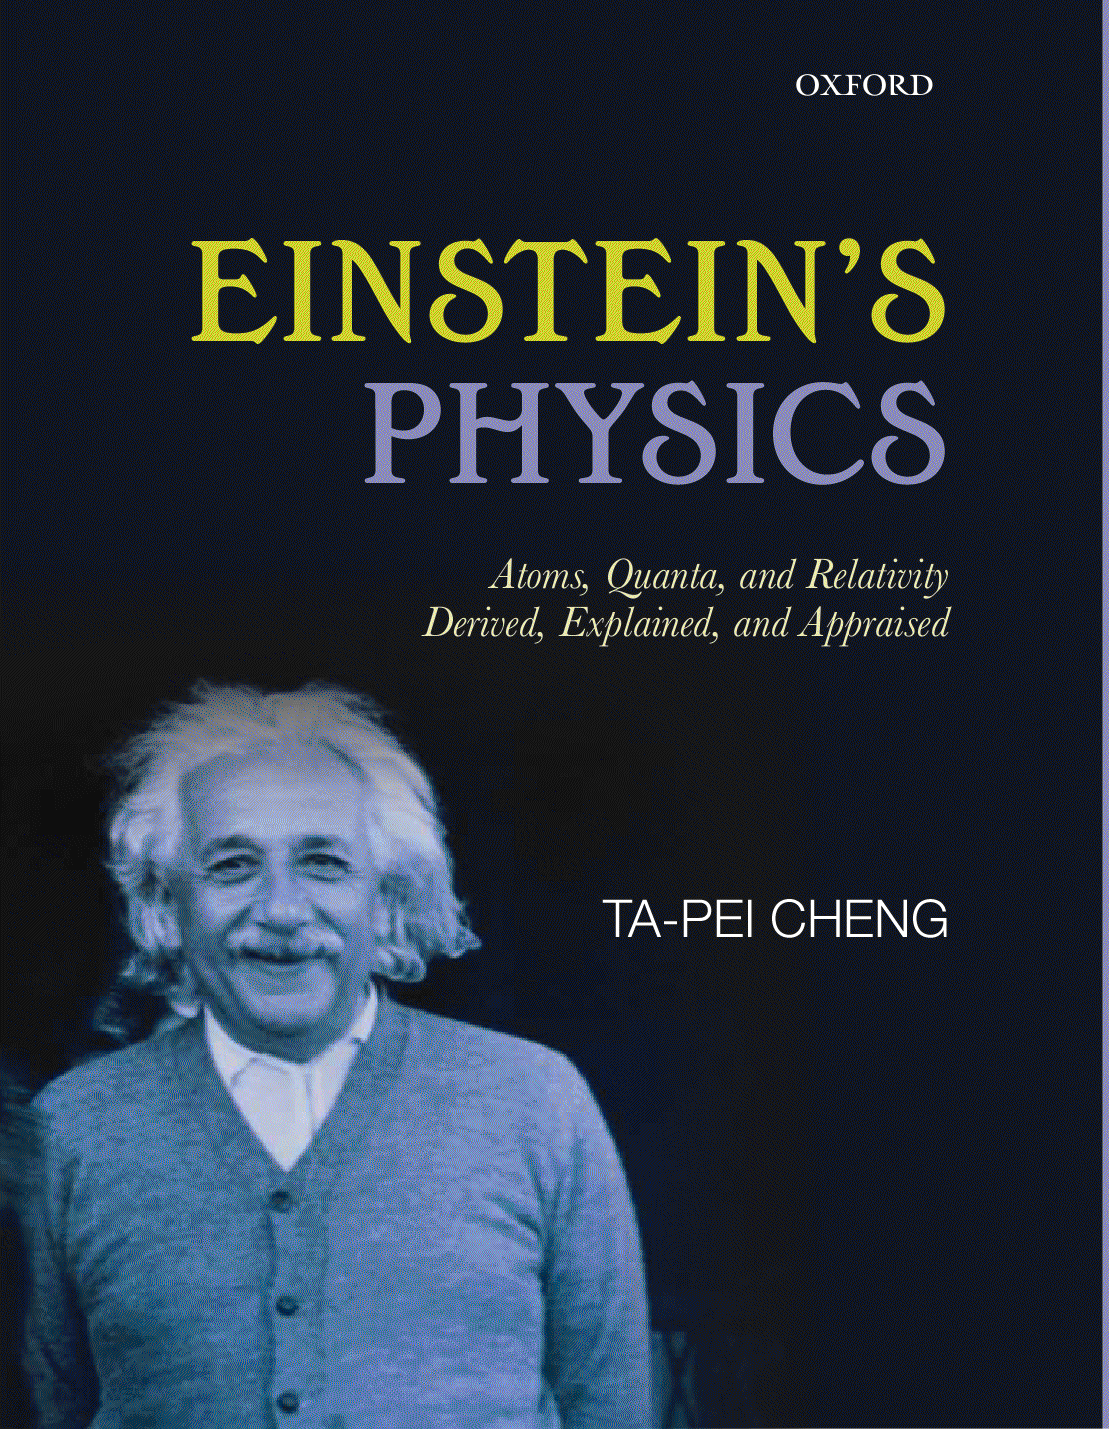 OXFORD
EINSTEIN’S
PHYSICS
Atoms, Quanta, and Relativity
Derived, Explained, and Appraised
TA-PEI CHENG